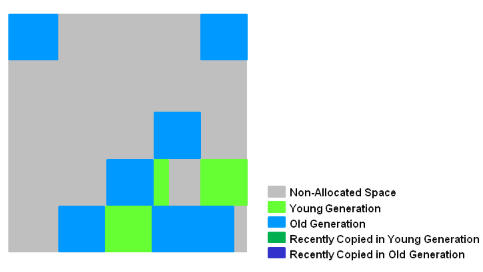 Non-Allocated Space
Young Generation
Old Generation
Recently Copied in Young Generation
Recently Copied in Old Generation